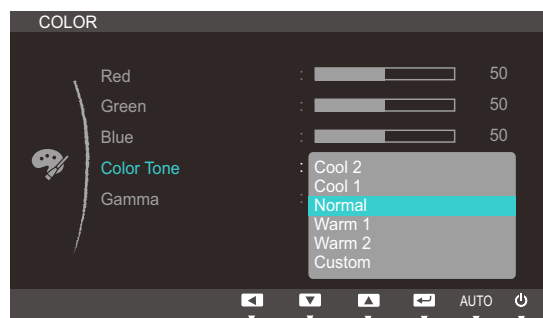 COLOR
Red : 50
Green : 50
Blue : 50
Color Tone :
Cool 2
Cool 1
Normal
Warm 1
Warm 2
Custom
Gamma :
AUTO